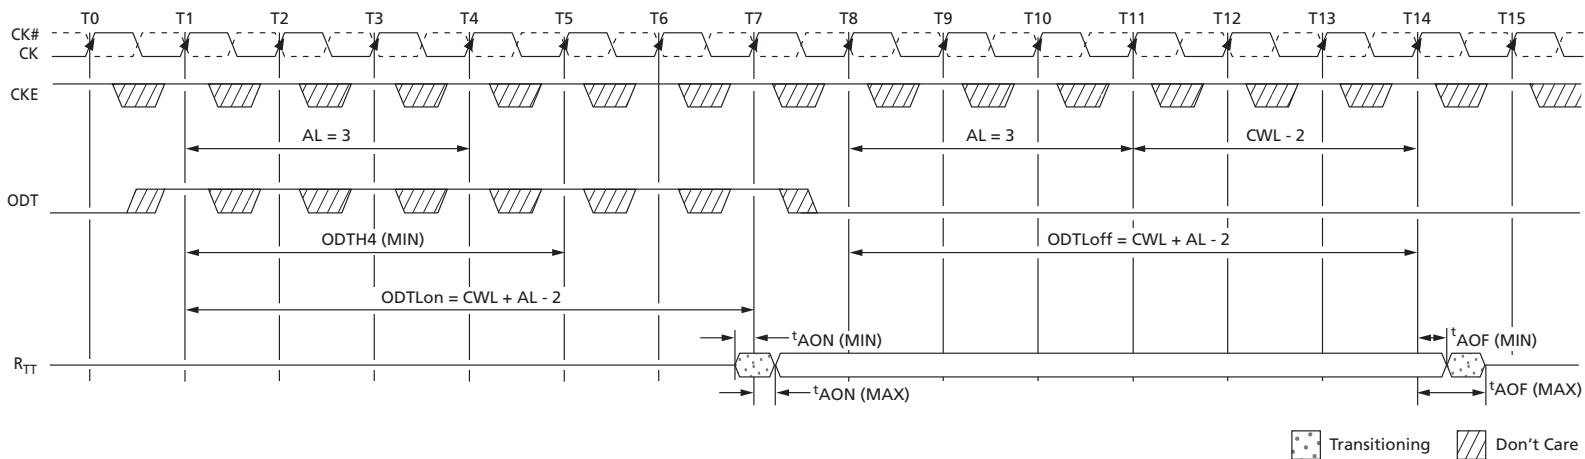 T0 T1 T2 T3 T4 T5 T6 T7 T8 T9 T10 T11 T12 T13 T14 T15
CK#
CK
CKE
AL = 3 AL = 3 CWL - 2
ODT
ODTH4 (MIN) ODTLoff = CWL + AL - 2
ODTLon = CWL + AL - 2
tAON (MIN) tAOF (MIN)
RTT
tAON (MAX) tAOF (MAX)
Transitioning Don't Care